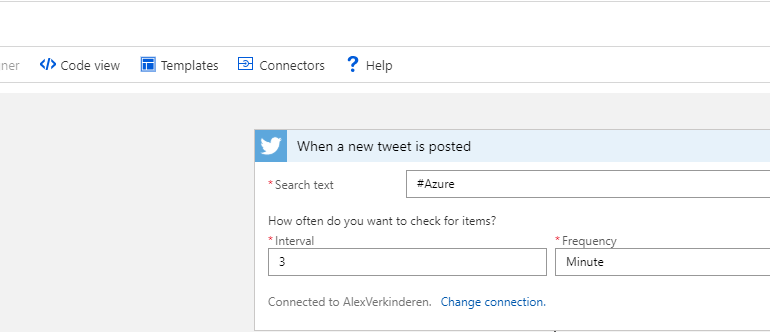 ner Code view Templates Connectors ? Help
When a new tweet is posted
* Search text #Azure
How often do you want to check for items?
* Interval * Frequency
3 Minute
Connected to AlexVerkinderen. Change connection.